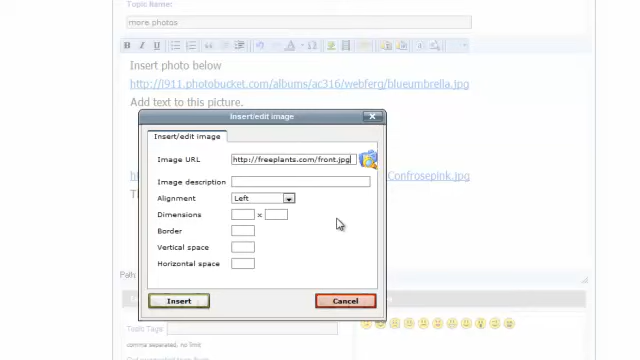 Topic Name:
more photos
B I U
Insert photo below
http://i911.photobucket.com/albums/ac316/webferg/blueumbrella.jpg
Add text to this picture.
Insert/edit image
Insert/edit image
Image URL http://freeplants.com/front.jpg
Confrosepink.jpg
Image description
Alignment Left
Dimensions x
Border
Vertical space
Horizontal space
Path:
Insert Cancel
Topic Tags
comma separated, no limit